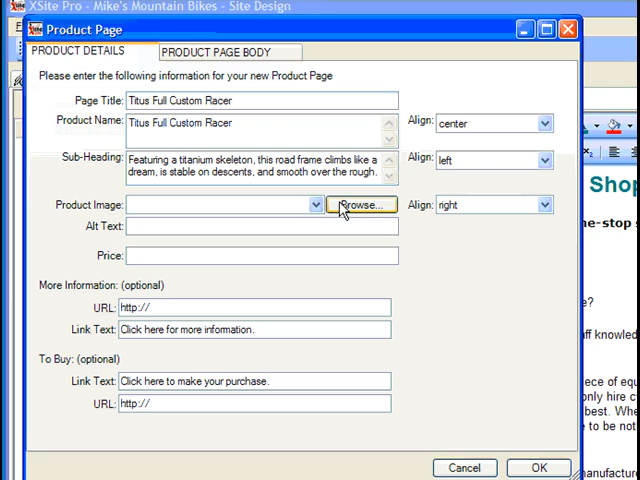 XSite Pro - Mike's Mountain Bikes - Site Design
Product Page
PRODUCT DETAILS
PRODUCT PAGE BODY
Please enter the following information for your new Product Page
Page Title: Titus Full Custom Racer
Product Name: Titus Full Custom Racer
Align: center
Sub-Heading: Featuring a titanium skeleton, this road frame climbs like a
dream, is stable on descents, and smooth over the rough.
Align: left
Product Image:
Browse...
Align: right
Alt Text:
Price:
More Information: (optional)
URL: http://
Link Text: Click here for more information.
To Buy: (optional)
Link Text: Click here to make your purchase.
URL: http://
Cancel
OK
Shop
ne-stop s
e?
aff knowled
ece of equ
only hire c
best. Whe
e to be not
manufacture